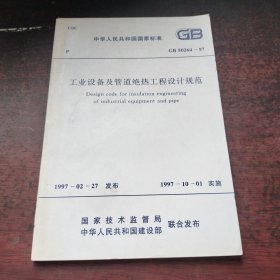 UDC
中华人民共和国国家标准
GB
P
GB 50264-97
工业设备及管道绝热工程设计规范
Design code for insulation engineering
of industrial equipment and pipe
1997-02-27 发布
1997-10-01 实施
国家技术监督局
中华人民共和国建设部
联合发布